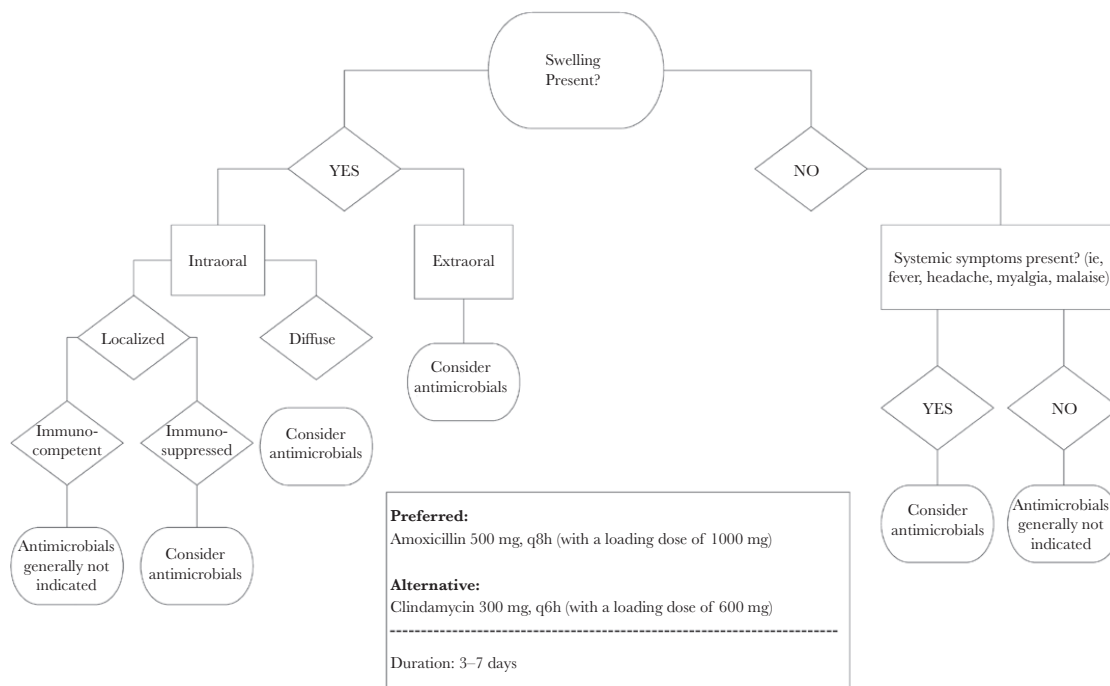 Swelling
Present?
YES
NO
Intraoral
Extraoral
Systemic symptoms present? (ie,
fever, headache, myalgia, malaise)
Localized
Diffuse
Consider
antimicrobials
YES
NO
Immuno-
competent
Immuno-
suppressed
Consider
antimicrobials
Antimicrobials
generally not
indicated
Consider
antimicrobials
Consider
antimicrobials
Antimicrobials
generally not
indicated
Preferred:
Amoxicillin 500 mg, q8h (with a loading dose of 1000 mg)
Alternative:
Clindamycin 300 mg, q6h (with a loading dose of 600 mg)
Duration: 3–7 days